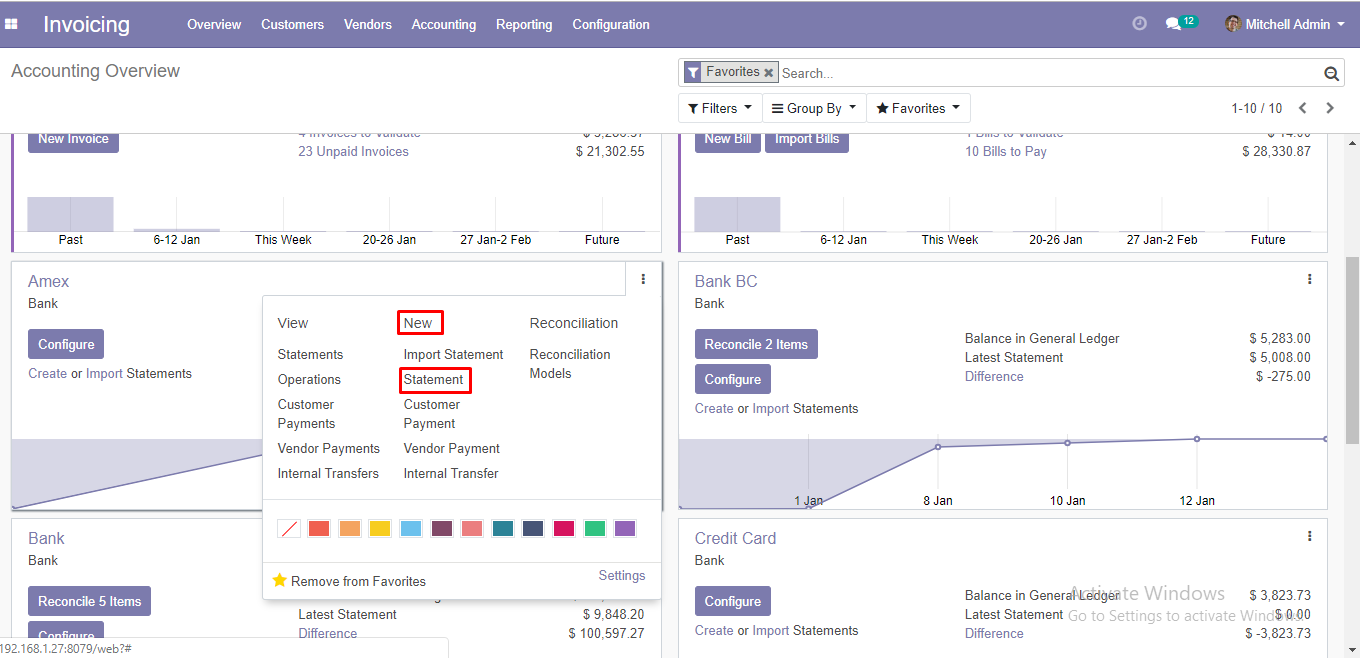 Invoicing
Overview
Customers
Vendors
Accounting
Reporting
Configuration
12
Mitchell Admin
Accounting Overview
Favorites
Search...
Filters
Group By
Favorites
1-10 / 10
New Invoice
4 Invoices to Validate
23 Unpaid Invoices
$ 21,302.55
Past
6-12 Jan
This Week
20-26 Jan
27 Jan-2 Feb
Future
New Bill
Import Bills
Bills to Validate
$ 14.00
10 Bills to Pay
$ 28,330.87
Past
6-12 Jan
This Week
20-26 Jan
27 Jan-2 Feb
Future
Amex
Bank
Configure
Create or Import Statements
View
Statements
Operations
Customer
Payments
Vendor Payments
Internal Transfers
New
Import Statement
Statement
Customer
Payment
Vendor Payment
Internal Transfer
Reconciliation
Reconciliation
Models
Remove from Favorites
Settings
Bank BC
Bank
Reconcile 2 Items
Configure
Create or Import Statements
Balance in General Ledger
$ 5,283.00
Latest Statement
$ 5,008.00
Difference
$ -275.00
1 Jan
8 Jan
10 Jan
12 Jan
Bank
Bank
Reconcile 5 Items
Configure
Latest Statement
$ 9,848.20
Difference
$ 100,597.27
Credit Card
Bank
Configure
Create or Import Statements
Balance in General Ledger
$ 3,823.73
Latest Statement
$ 0.00
Difference
$ -3,823.73
Activate Windows
Go to Settings to activate Windows.
192.168.1.27:8079/web?#